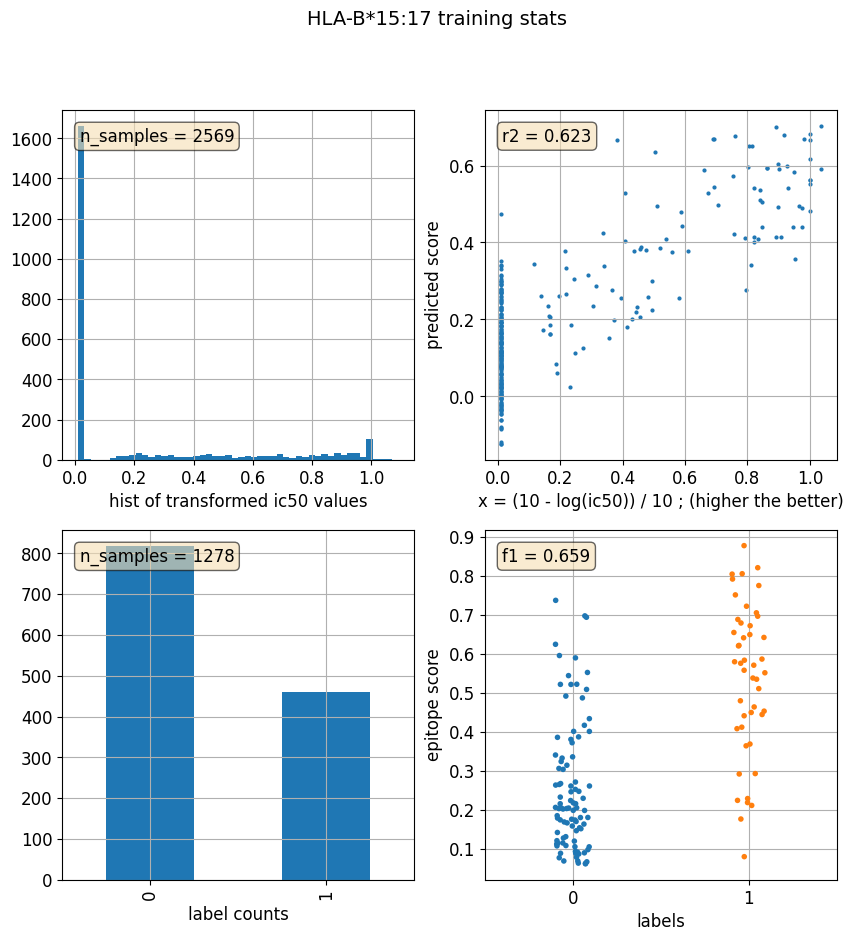 HLA-B*15:17 training stats
n_samples = 2569
1600
1400
1200
1000
800
600
400
200
0
0.0 0.2 0.4 0.6 0.8 1.0
hist of transformed ic50 values
r2 = 0.623
predicted score
0.6
0.4
0.2
0.0
0.0 0.2 0.4 0.6 0.8 1.0
x = (10 - log(ic50)) / 10 ; (higher the better)
n_samples = 1278
800
700
600
500
400
300
200
100
0
0 1
label counts
f1 = 0.659
epitope score
0.9
0.8
0.7
0.6
0.5
0.4
0.3
0.2
0.1
0 1
labels